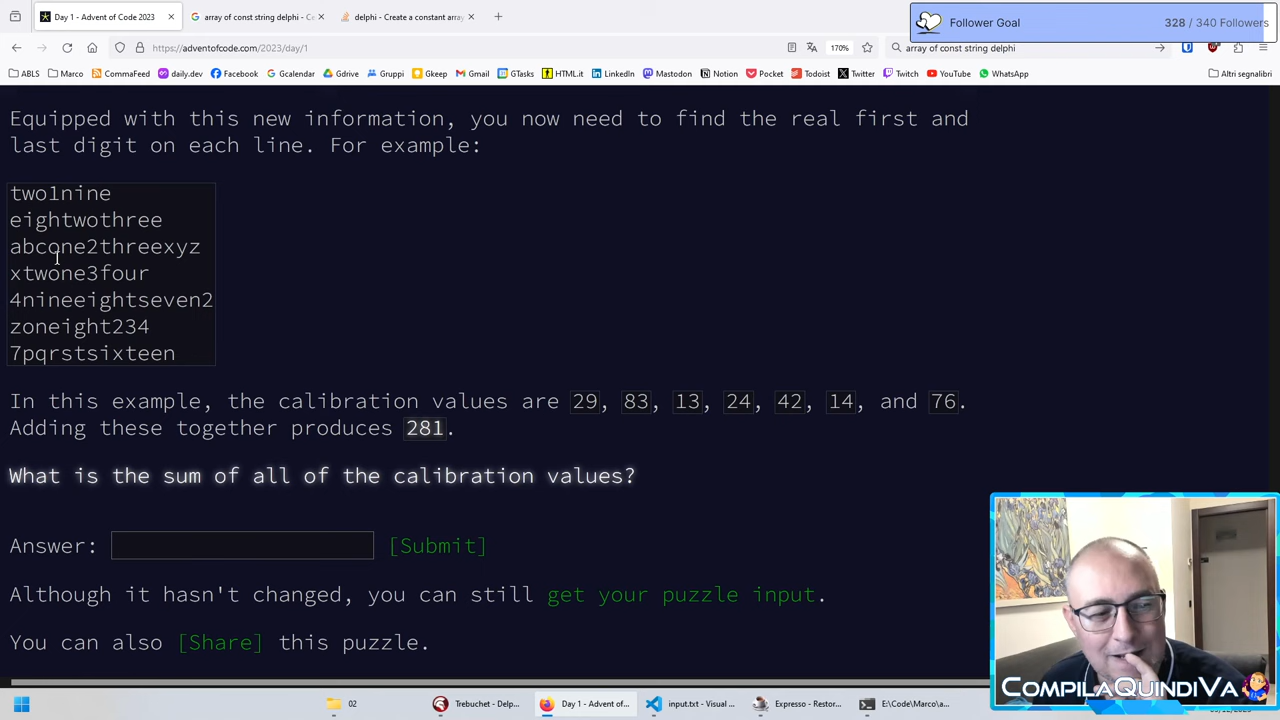 Day 1 - Advent of Code 2023
array of const string delphi -
delphi - Create a constant array
Follower Goal
328 / 340 Followers
https://adventofcode.com/2023/day/1
170%
array of const string delphi
ABLS
Marco
CommaFeed
daily.dev
Facebook
Gcalendar
Gdrive
Gruppi
Gkeep
Gmail
GTasks
HTML.it
LinkedIn
Mastodon
Notion
Pocket
Todoist
Twitter
Twitch
YouTube
WhatsApp
Altri segnalibri
Equipped with this new information, you now need to find the real first and
last digit on each line. For example:
two1nine
eightwothree
abcone2threexyz
xtwone3four
4nineeightseven2
zoneight234
7pqrstsixteen
In this example, the calibration values are 29, 83, 13, 24, 42, 14, and 76.
Adding these together produces 281.
What is the sum of all of the calibration values?
Answer:
[Submit]
Although it hasn't changed, you can still get your puzzle input.
You can also [Share] this puzzle.
COMPILAQUINDIVA
02
Trebuchet - Delp...
Day 1 - Advent of...
input.txt - Visual ...
Expresso - Restor...
E:\Code\Marco\a...